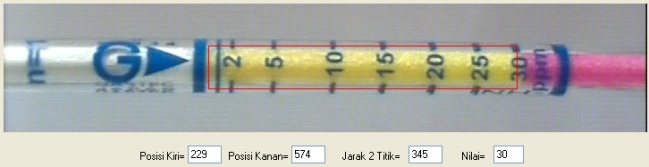 n=1 G 2 5 10 15 20 25 30 ppm
Posisi Kiri= 229 Posisi Kanan= 574 Jarak 2 Titik= 345 Nilai= 30